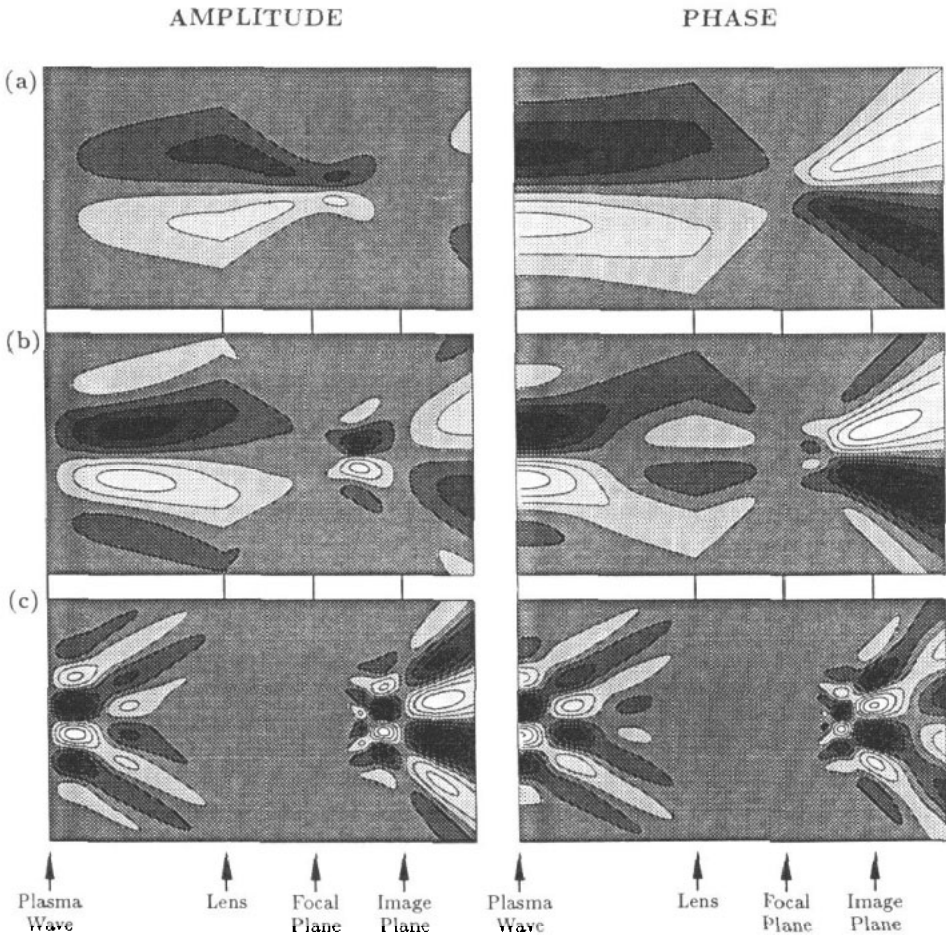 AMPLITUDE PHASE
(a)
(b)
(c)
Plasma Wave Lens Focal Plane Image Plane Plasma Wave Lens Focal Plane Image Plane